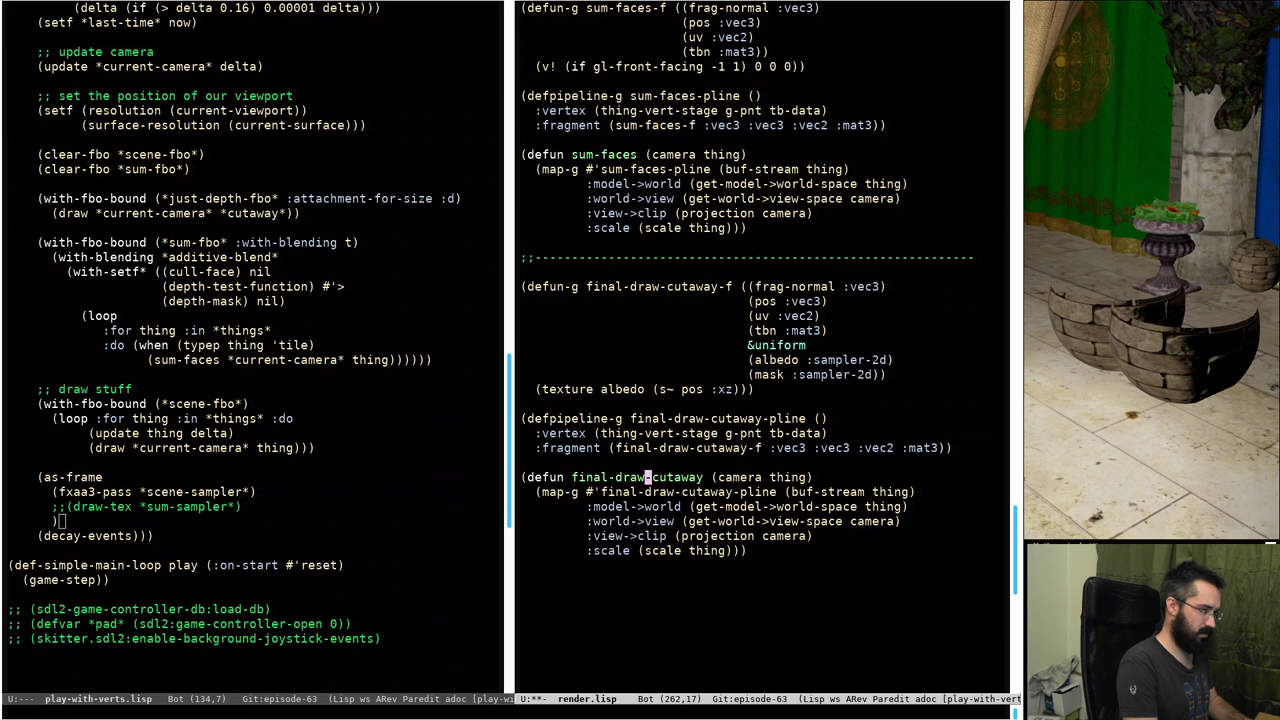 (delta (if (> delta 0.16) 0.00001 delta)))
(setf *last-time* now)
;; update camera
(update *current-camera* delta)
;; set the position of our viewport
(setf (resolution (current-viewport))
(surface-resolution (current-surface)))
(clear-fbo *scene-fbo*)
(clear-fbo *sum-fbo*)
(with-fbo-bound (*just-depth-fbo* :attachment-for-size :d)
(draw *current-camera* *cutaway*))
(with-fbo-bound (*sum-fbo* :with-blending t)
(with-blending *additive-blend*
(with-setf* ((cull-face) nil
(depth-test-function) #'>
(depth-mask) nil)
(loop
:for thing :in *things*
:do (when (typep thing 'tile)
(sum-faces *current-camera* thing))))))
;; draw stuff
(with-fbo-bound (*scene-fbo*)
(loop :for thing :in *things* :do
(update thing delta)
(draw *current-camera* thing)))
(as-frame
(fxaa3-pass *scene-sampler*)
;;(draw-tex *sum-sampler*)
)
(decay-events)))
(def-simple-main-loop play (:on-start #'reset)
(game-step))
;; (sdl2-game-controller-db:load-db)
;; (defvar *pad* (sdl2:game-controller-open 0))
;; (skitter.sdl2:enable-background-joystick-events)
U:--- play-with-verts.lisp Bot (134,7) Git:episode-63 (Lisp ws ARev Paredit adoc [play-wi
(defun-g sum-faces-f ((frag-normal :vec3)
(pos :vec3)
(uv :vec2)
(tbn :mat3))
(v! (if gl-front-facing -1 1) 0 0 0))
(defpipeline-g sum-faces-pline ()
:vertex (thing-vert-stage g-pnt tb-data)
:fragment (sum-faces-f :vec3 :vec3 :vec2 :mat3))
(defun sum-faces (camera thing)
(map-g #'sum-faces-pline (buf-stream thing)
:model->world (get-model->world-space thing)
:world->view (get-world->view-space camera)
:view->clip (projection camera)
:scale (scale thing)))
;;------------------------------------------------------------
(defun-g final-draw-cutaway-f ((frag-normal :vec3)
(pos :vec3)
(uv :vec2)
(tbn :mat3)
&uniform
(albedo :sampler-2d)
(mask :sampler-2d))
(texture albedo (s~ pos :xz)))
(defpipeline-g final-draw-cutaway-pline ()
:vertex (thing-vert-stage g-pnt tb-data)
:fragment (final-draw-cutaway-f :vec3 :vec3 :vec2 :mat3))
(defun final-draw-cutaway (camera thing)
(map-g #'final-draw-cutaway-pline (buf-stream thing)
:model->world (get-model->world-space thing)
:world->view (get-world->view-space camera)
:view->clip (projection camera)
:scale (scale thing)))
U:**- render.lisp Bot (262,17) Git:episode-63 (Lisp ws ARev Paredit adoc [play-with-vert